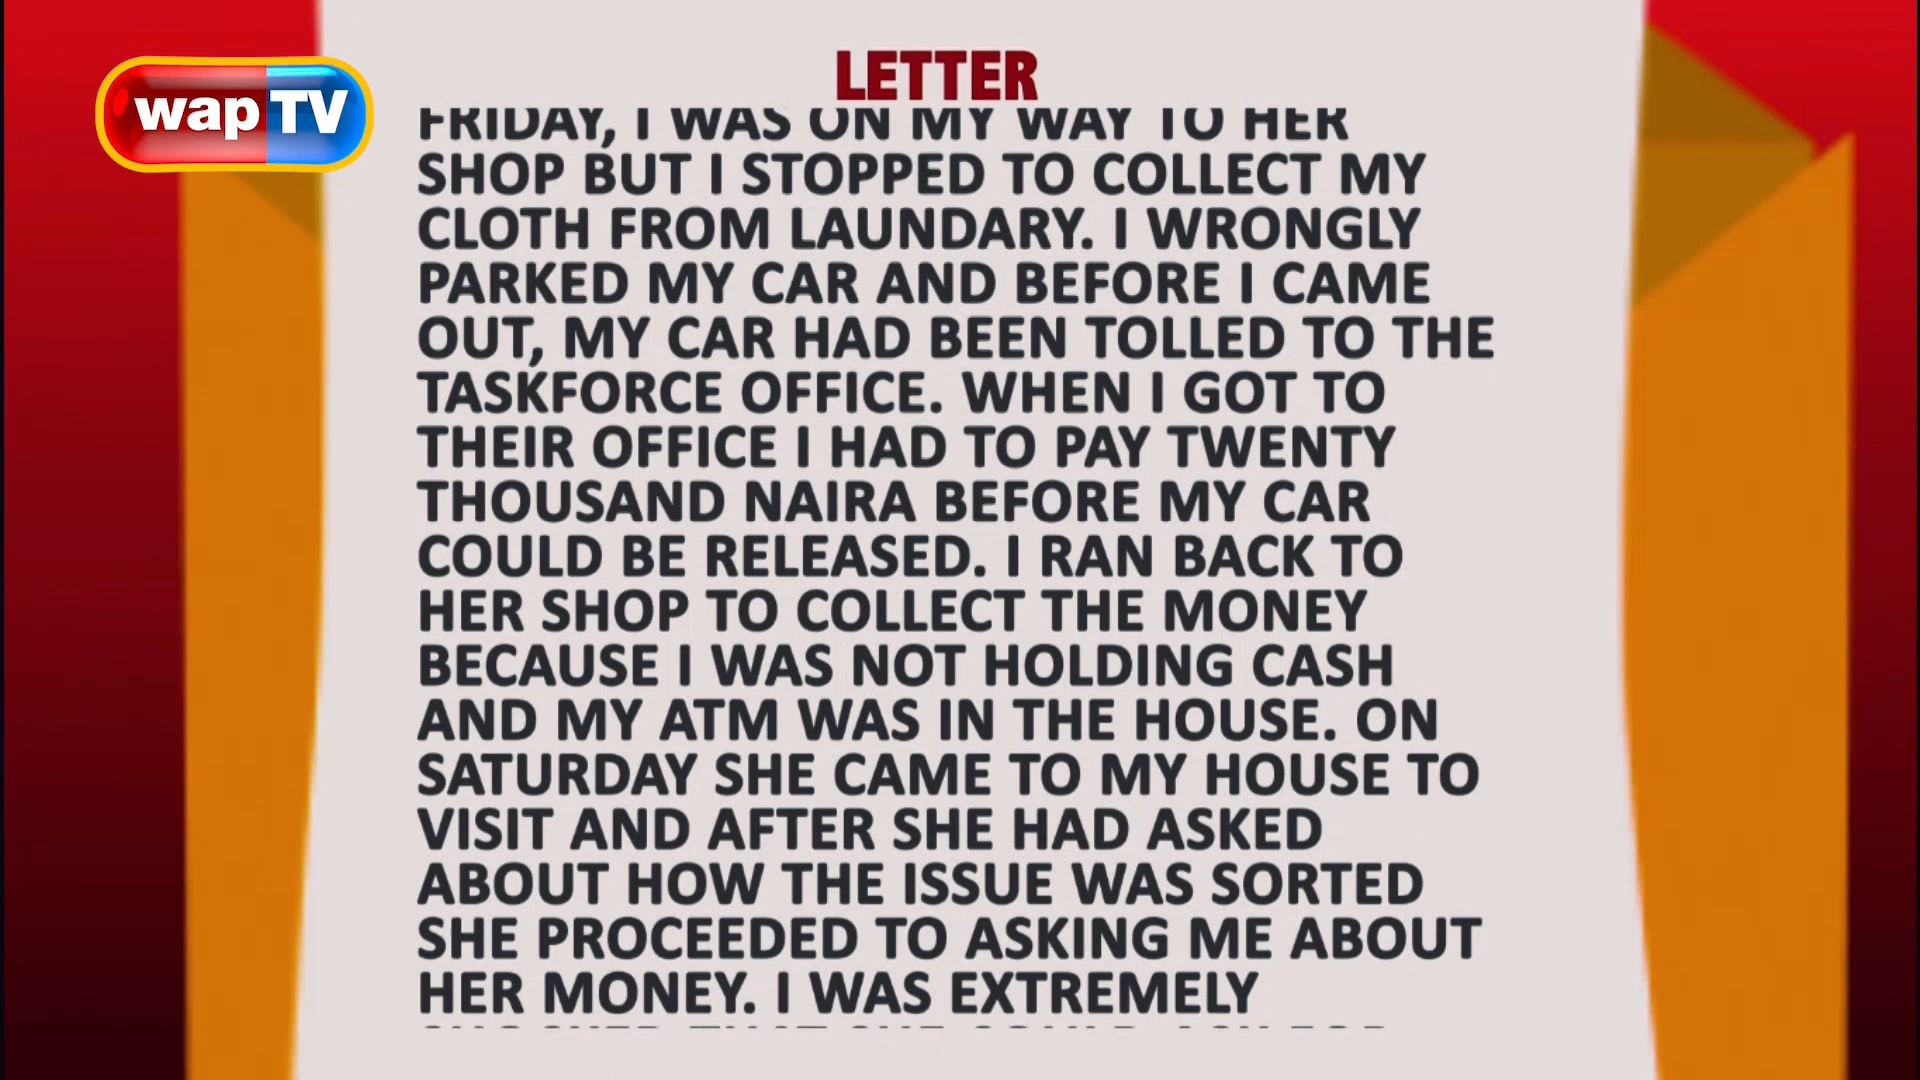 wapTV
LETTER
FRIDAY, I WAS ON MY WAY TO HER
SHOP BUT I STOPPED TO COLLECT MY
CLOTH FROM LAUNDARY. I WRONGLY
PARKED MY CAR AND BEFORE I CAME
OUT, MY CAR HAD BEEN TOLLED TO THE
TASKFORCE OFFICE. WHEN I GOT TO
THEIR OFFICE I HAD TO PAY TWENTY
THOUSAND NAIRA BEFORE MY CAR
COULD BE RELEASED. I RAN BACK TO
HER SHOP TO COLLECT THE MONEY
BECAUSE I WAS NOT HOLDING CASH
AND MY ATM WAS IN THE HOUSE. ON
SATURDAY SHE CAME TO MY HOUSE TO
VISIT AND AFTER SHE HAD ASKED
ABOUT HOW THE ISSUE WAS SORTED
SHE PROCEEDED TO ASKING ME ABOUT
HER MONEY. I WAS EXTREMELY